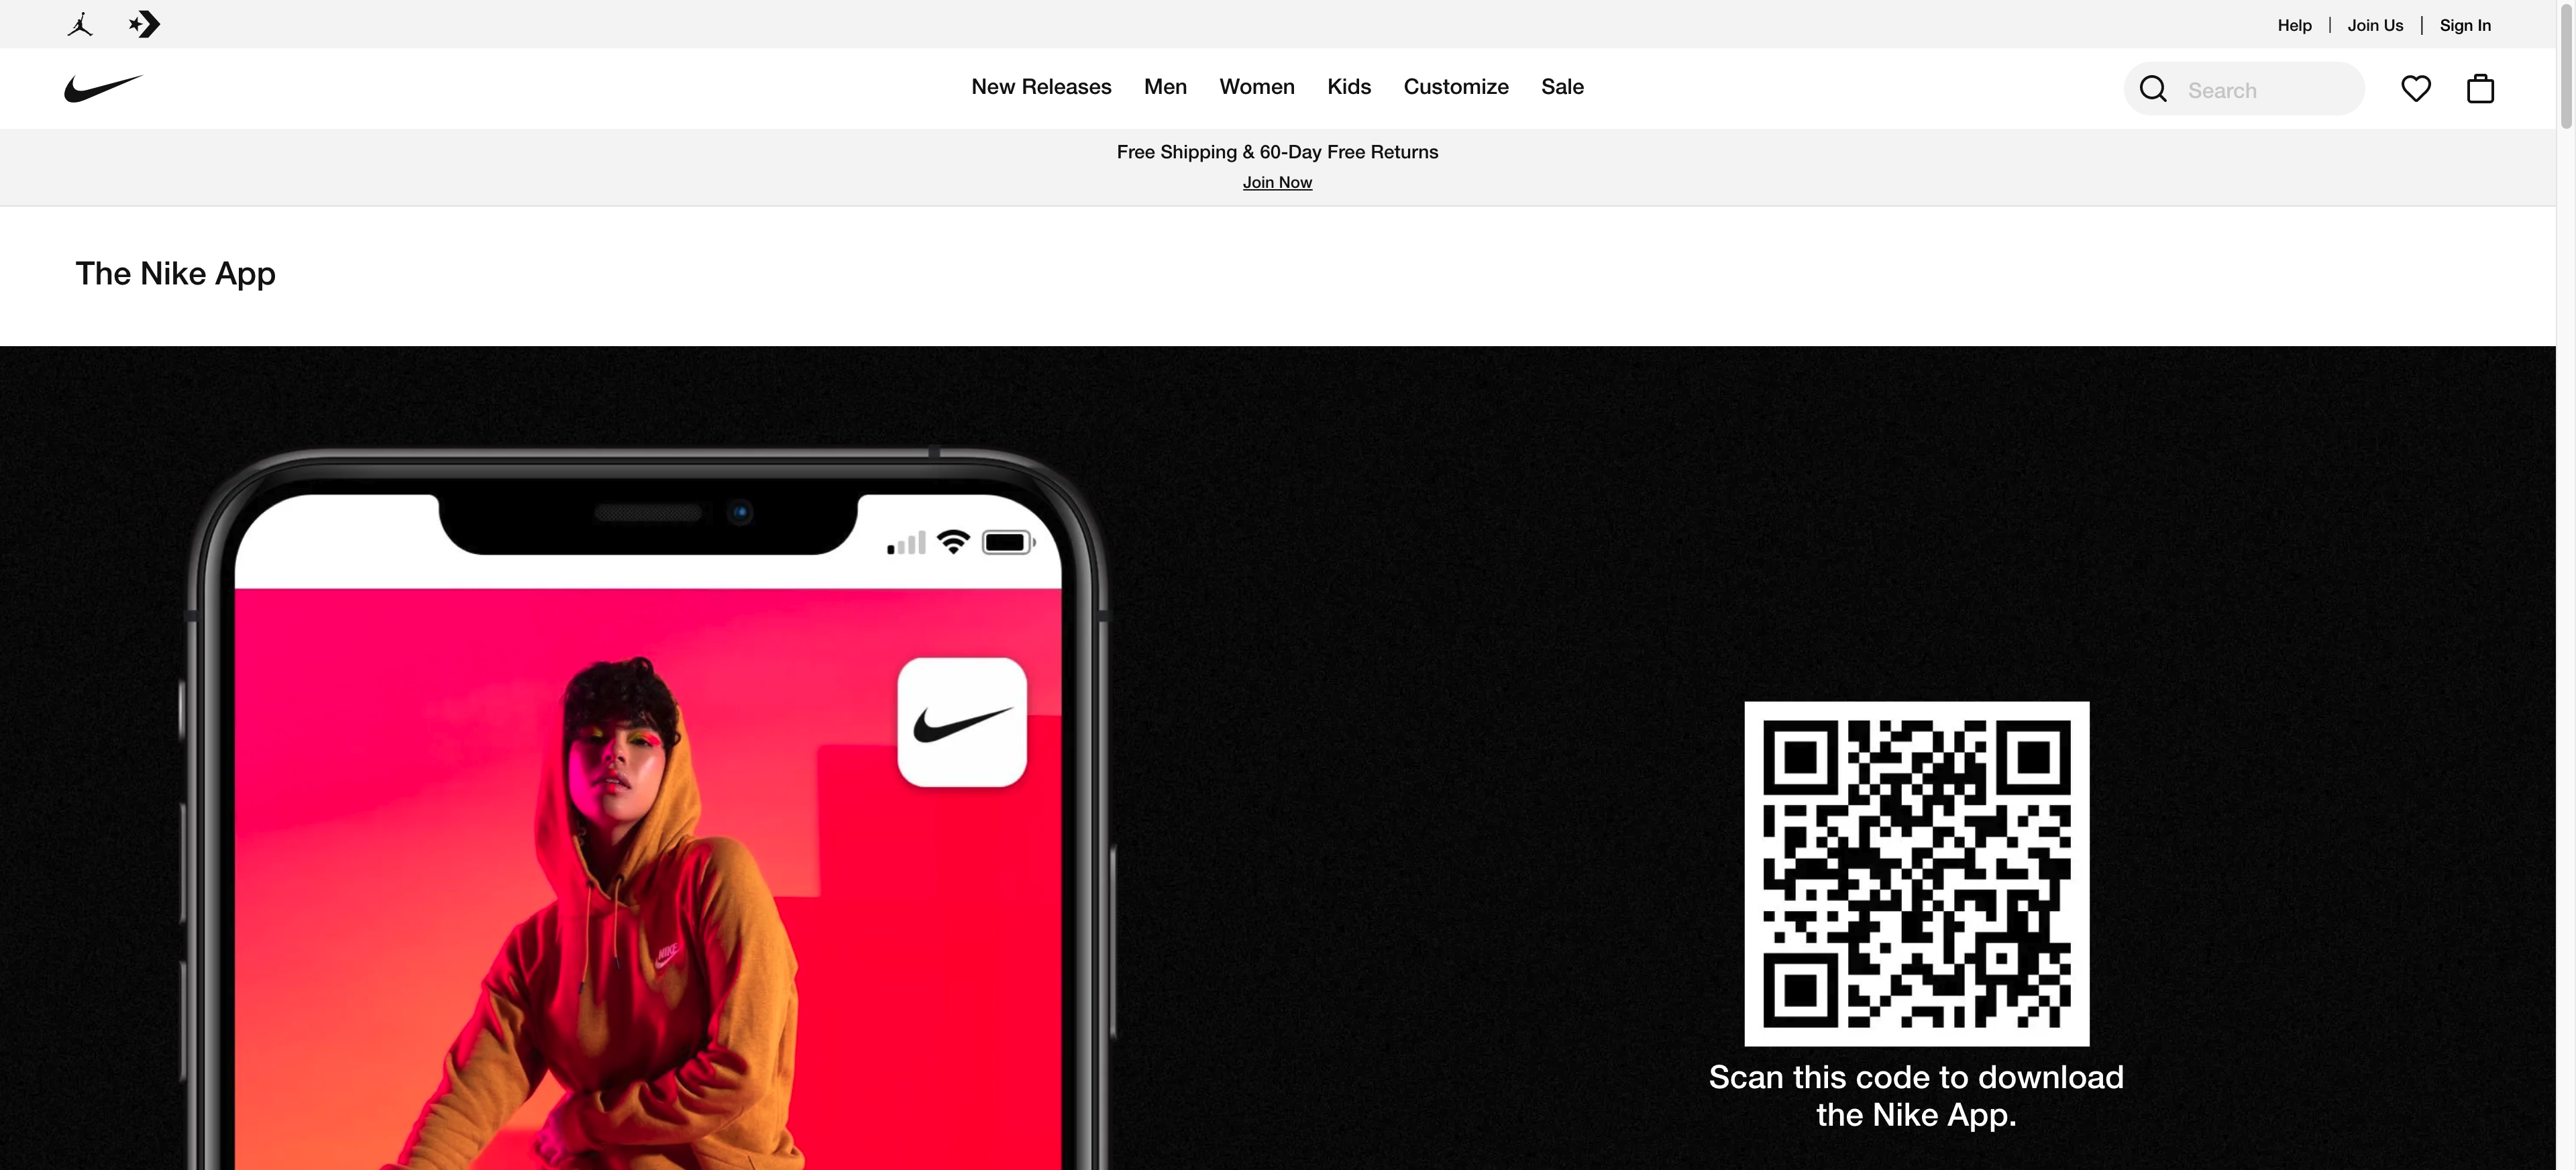 Help | Join Us | Sign In
New Releases Men Women Kids Customize Sale
Search
Free Shipping & 60-Day Free Returns
Join Now
The Nike App
NIKE
Scan this code to download
the Nike App.